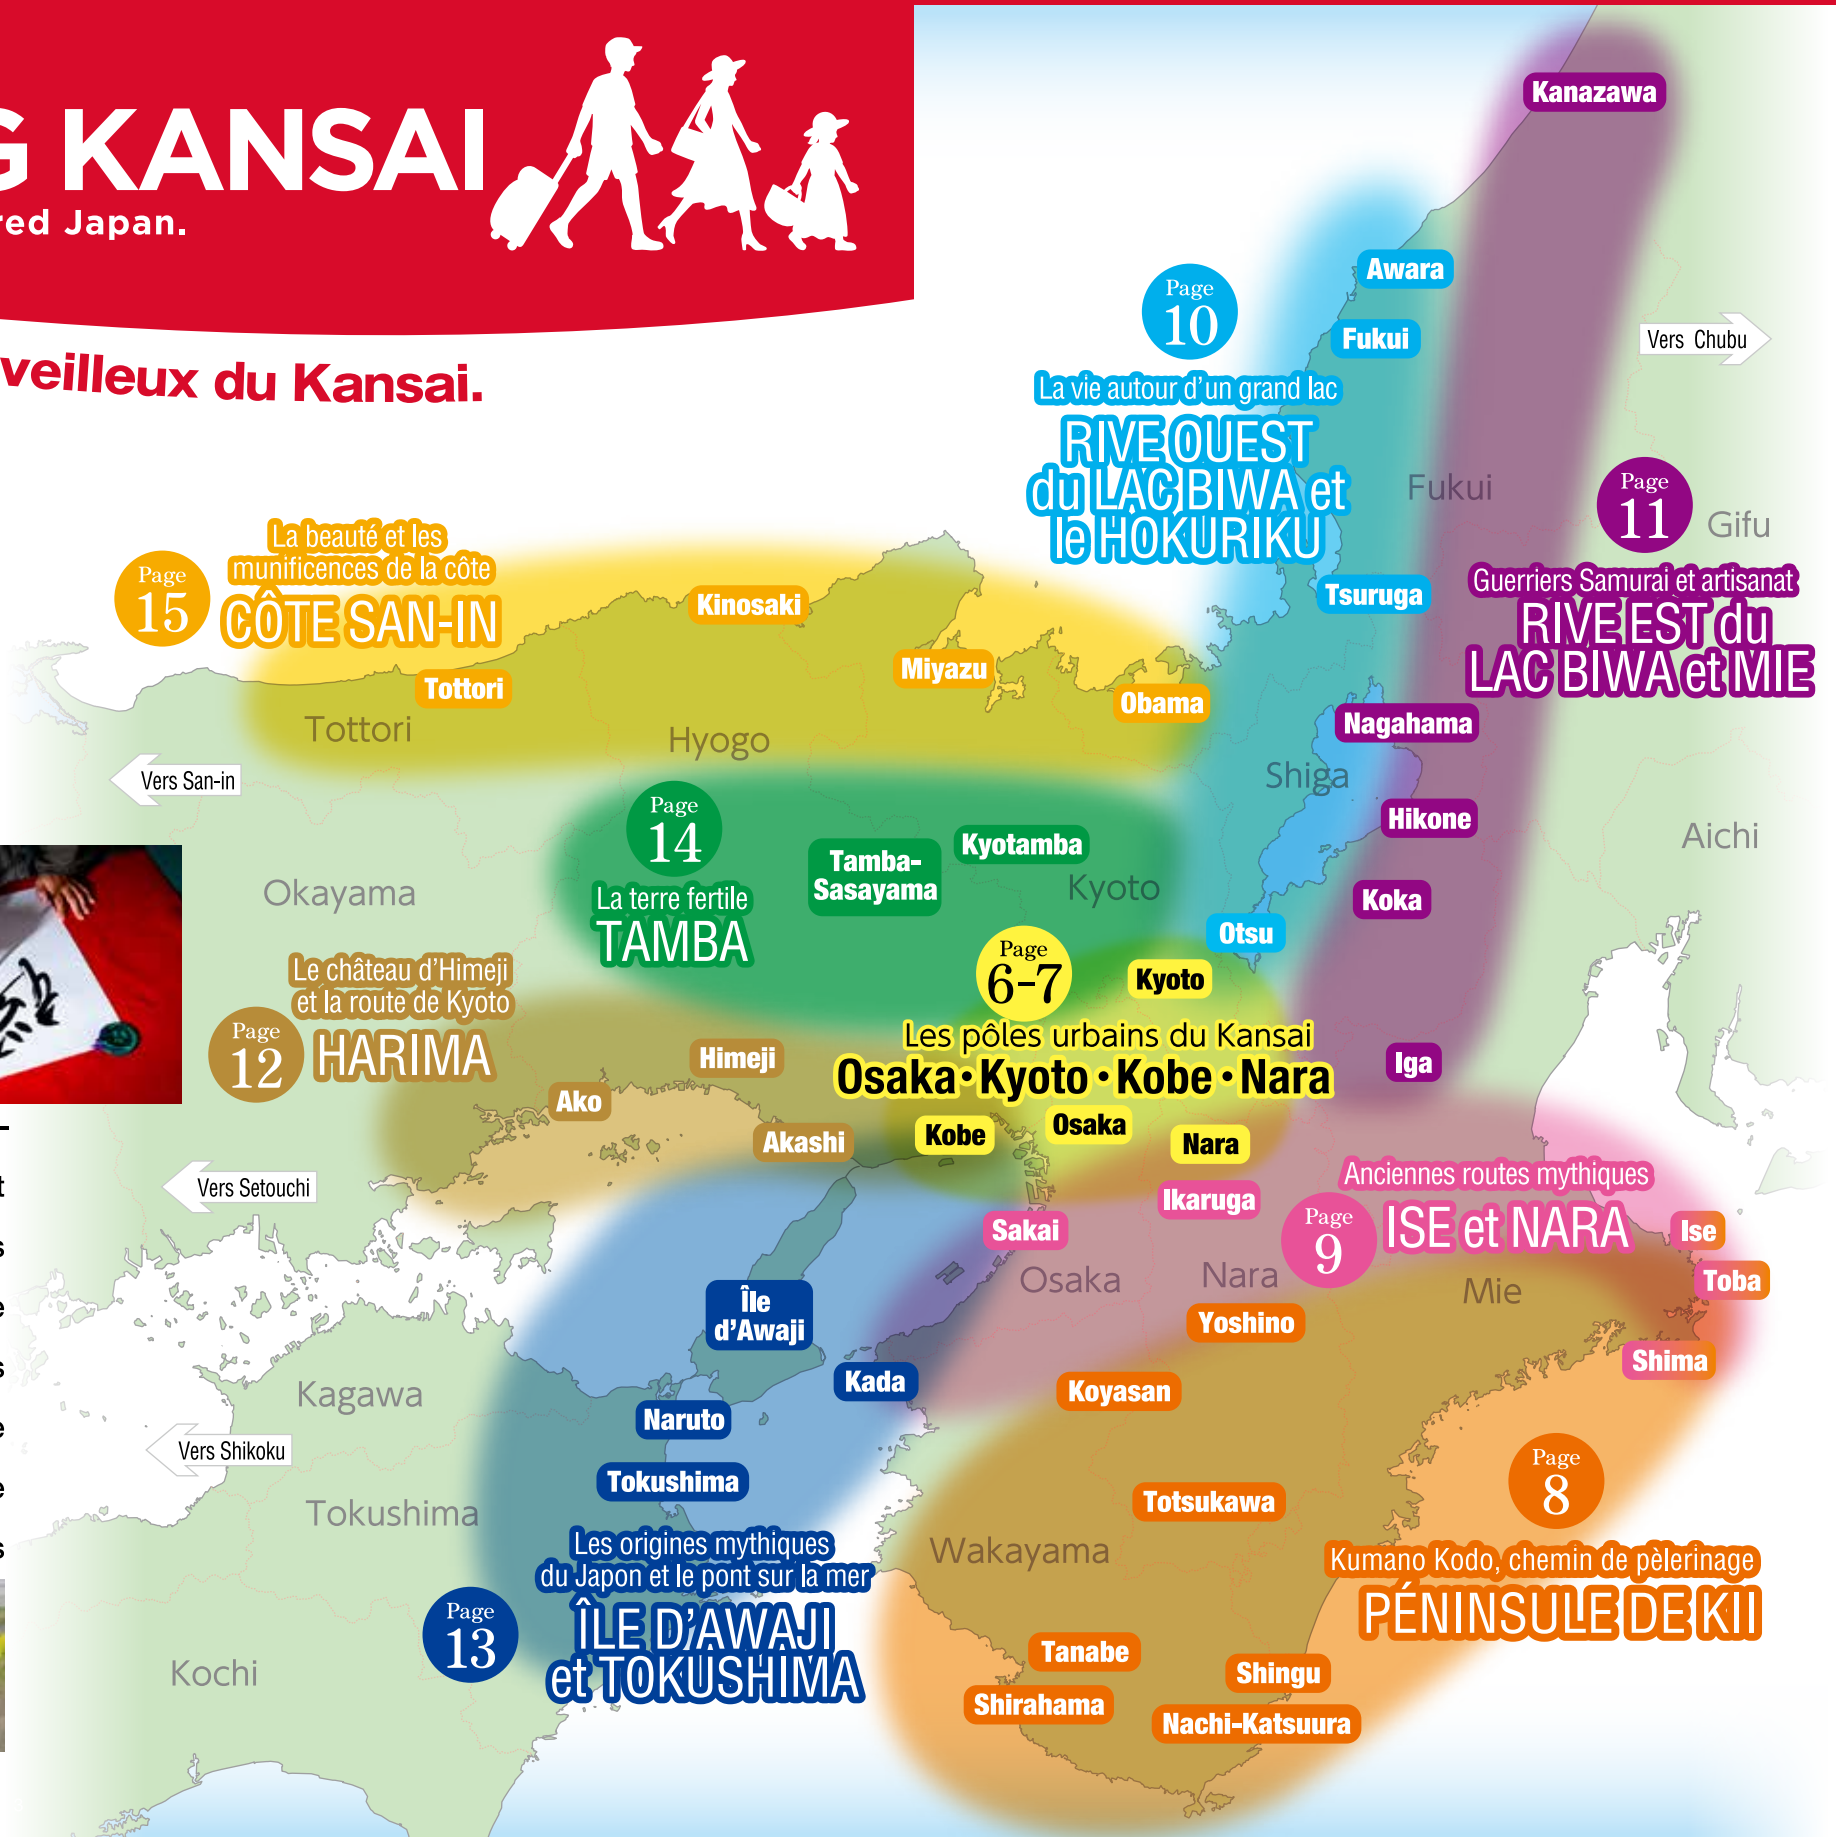 G KANSAI
red Japan.
veilleux du Kansai.
Kanazawa
Awara
Page
10
Fukui
Vers Chubu
La vie autour d'un grand lac
RIVE OUEST
du LAC BIWA et
le HOKURIKU
Fukui
Page
11
Gifu
Guerriers Samurai et artisanat
RIVE EST du
LAC BIWA et MIE
Tsuruga
La beauté et les
munificences de la côte
Page
15
CÔTE SAN-IN
Kinosaki
Miyazu
Tottori
Obama
Nagahama
Tottori
Hyogo
Shiga
Vers San-in
Page
14
Hikone
Kyotamba
Tamba-
Sasayama
Aichi
Okayama
La terre fertile
TAMBA
Kyoto
Koka
Otsu
Page
6-7
Kyoto
Le château d'Himeji
et la route de Kyoto
Page
12
HARIMA
Les pôles urbains du Kansai
Osaka·Kyoto·Kobe·Nara
Himeji
Iga
Ako
Akashi
Kobe
Osaka
Nara
Anciennes routes mythiques
Page
9
ISE et NARA
Vers Setouchi
Ikaruga
Sakai
Ise
Osaka
Nara
Mie
Toba
Île
d'Awaji
Yoshino
Shima
Kada
Koyasan
Kagawa
Naruto
Vers Shikoku
Tokushima
Totsukawa
Page
8
Tokushima
Wakayama
Kumano Kodo, chemin de pèlerinage
PÉNINSULE DE KII
Les origines mythiques
du Japon et le pont sur la mer
Page
13
ÎLE D'AWAJI
et TOKUSHIMA
Kochi
Tanabe
Shingu
Shirahama
Nachi-Katsuura
t
s
e
s
e
e
s